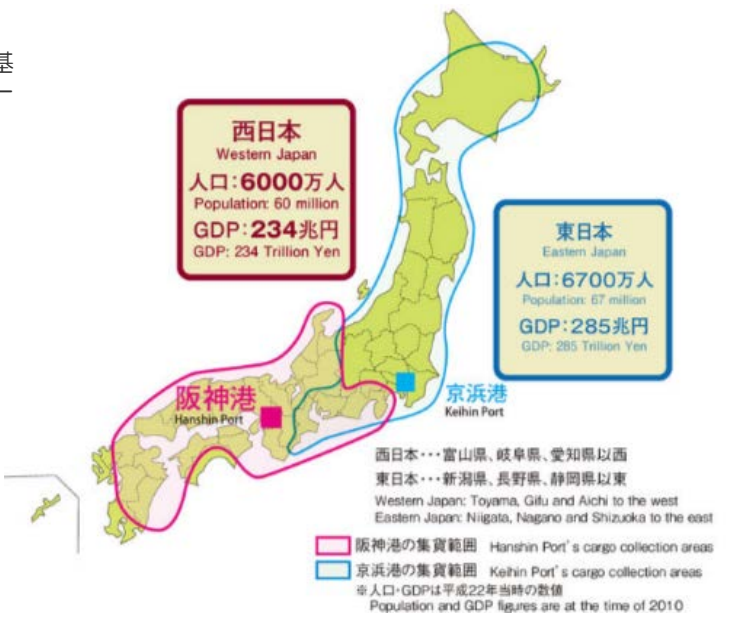 基
西日本
Western Japan
人口:6000万人
Population: 60 million
GDP:234兆円
GDP: 234 Trillion Yen
東日本
Eastern Japan
人口:6700万人
Population: 67 million
GDP:285兆円
GDP: 285 Trillion Yen
阪神港
Hanshin Port
京浜港
Keihin Port
西日本・・・富山県、岐阜県、愛知県以西
東日本・・・新潟県、長野県、静岡県以東
Western Japan: Toyama, Gifu and Aichi to the west
Eastern Japan: Niigata, Nagano and Shizuoka to the east
阪神港の集貨範囲 Hanshin Port's cargo collection areas
京浜港の集貨範囲 Keihin Port's cargo collection areas
※人口・GDPは平成22年当時の数値
Population and GDP figures are at the time of 2010